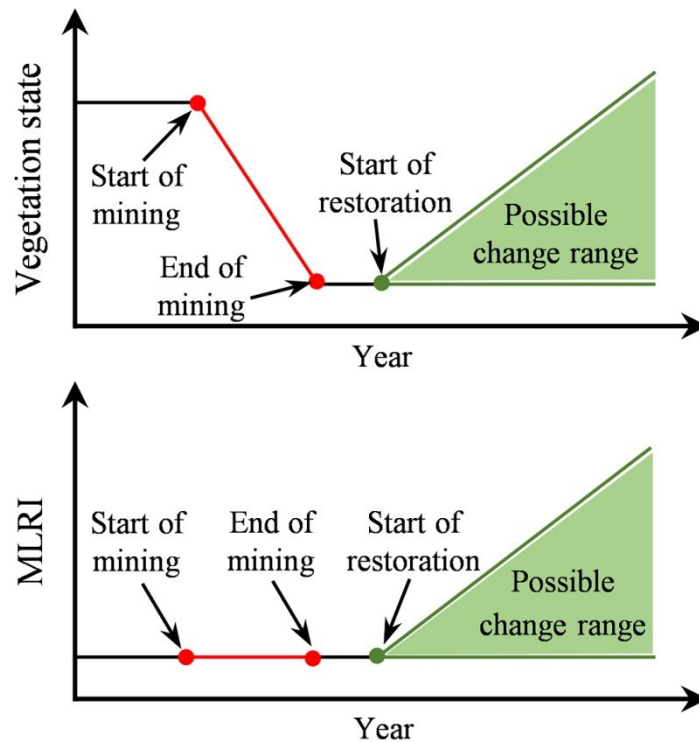 Vegetation state
Start of
mining
End of
mining
Start of
restoration
Possible
change range
Year
MLRI
Start of
mining
End of
mining
Start of
restoration
Possible
change range
Year